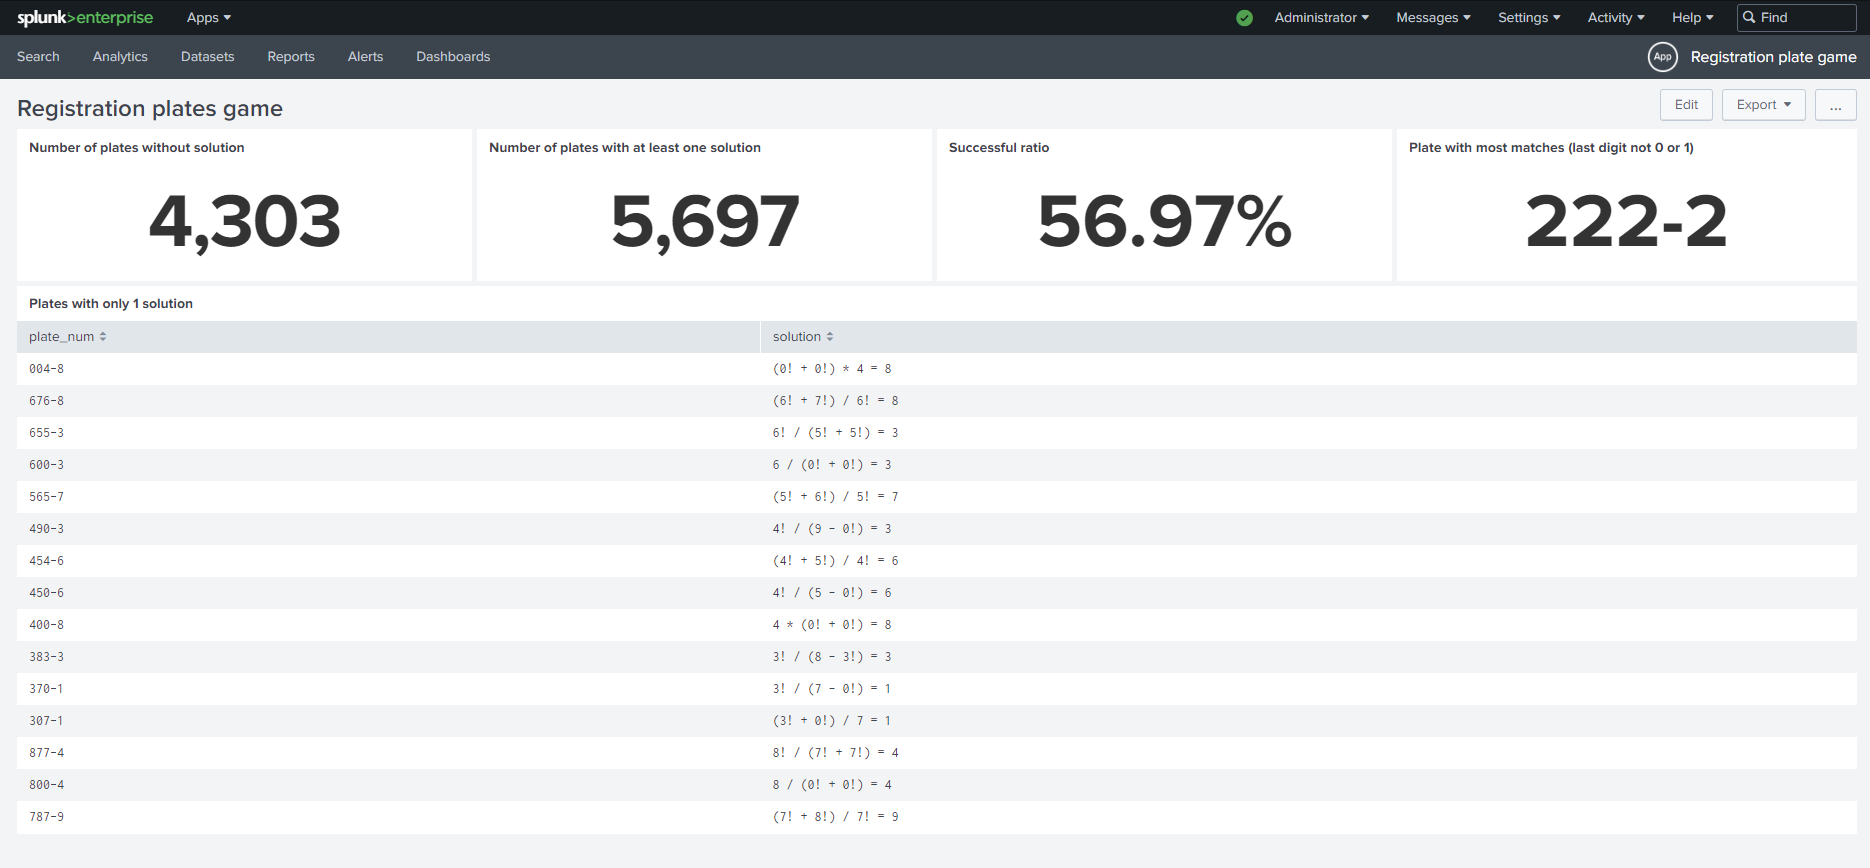 splunk>enterprise Apps Administrator Messages Settings Activity Help Find
Search Analytics Datasets Reports Alerts Dashboards App Registration plate game
Registration plates game Edit Export ...
Number of plates without solution Number of plates with at least one solution Successful ratio Plate with most matches (last digit not 0 or 1)
4,303 5,697 56.97% 222-2
Plates with only 1 solution
plate_num solution
004-8 (0! + 0!) * 4 = 8
676-8 (6! + 7!) / 6! = 8
655-3 6! / (5! + 5!) = 3
600-3 6 / (0! + 0!) = 3
565-7 (5! + 6!) / 5! = 7
490-3 4! / (9 - 0!) = 3
454-6 (4! + 5!) / 4! = 6
450-6 4! / (5 - 0!) = 6
400-8 4 * (0! + 0!) = 8
383-3 3! / (8 - 3!) = 3
370-1 3! / (7 - 0!) = 1
307-1 (3! + 0!) / 7 = 1
877-4 8! / (7! + 7!) = 4
800-4 8 / (0! + 0!) = 4
787-9 (7! + 8!) / 7! = 9